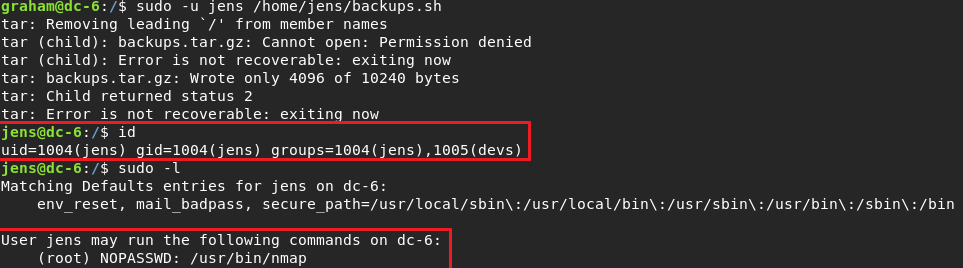 graham@dc-6:/$ sudo -u jens /home/jens/backups.sh
tar: Removing leading `/' from member names
tar (child): backups.tar.gz: Cannot open: Permission denied
tar (child): Error is not recoverable: exiting now
tar: backups.tar.gz: Wrote only 4096 of 10240 bytes
tar: Child returned status 2
tar: Error is not recoverable: exiting now
jens@dc-6:/$ id
uid=1004(jens) gid=1004(jens) groups=1004(jens),1005(devs)
jens@dc-6:/$ sudo -l
Matching Defaults entries for jens on dc-6:
    env_reset, mail_badpass, secure_path=/usr/local/sbin\:/usr/local/bin\:/usr/sbin\:/usr/bin\:/sbin\:/bin

User jens may run the following commands on dc-6:
    (root) NOPASSWD: /usr/bin/nmap